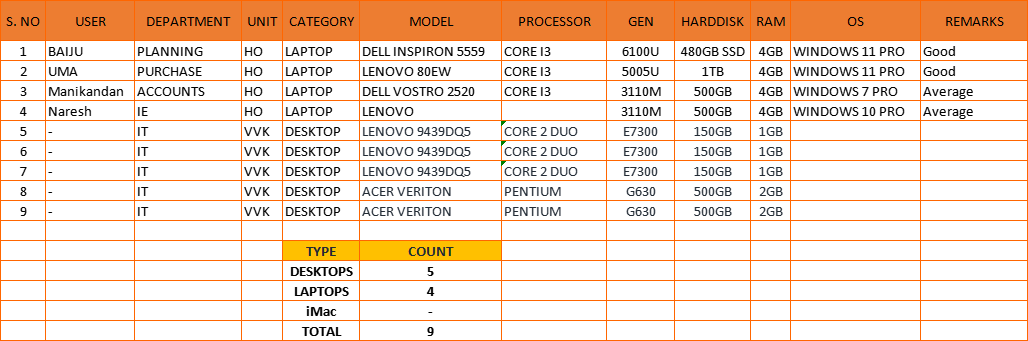 S. NO USER DEPARTMENT UNIT CATEGORY MODEL PROCESSOR GEN HARDDISK RAM OS REMARKS
1 BAIJU PLANNING HO LAPTOP DELL INSPIRON 5559 CORE I3 6100U 480GB SSD 4GB WINDOWS 11 PRO Good
2 UMA PURCHASE HO LAPTOP LENOVO 80EW CORE I3 5005U 1TB 4GB WINDOWS 11 PRO Good
3 Manikandan ACCOUNTS HO LAPTOP DELL VOSTRO 2520 CORE I3 3110M 500GB 4GB WINDOWS 7 PRO Average
4 Naresh IE HO LAPTOP LENOVO 3110M 500GB 4GB WINDOWS 10 PRO Average
5 - IT VVK DESKTOP LENOVO 9439DQ5 CORE 2 DUO E7300 150GB 1GB
6 - IT VVK DESKTOP LENOVO 9439DQ5 CORE 2 DUO E7300 150GB 1GB
7 - IT VVK DESKTOP LENOVO 9439DQ5 CORE 2 DUO E7300 150GB 1GB
8 - IT VVK DESKTOP ACER VERITON PENTIUM G630 500GB 2GB
9 - IT VVK DESKTOP ACER VERITON PENTIUM G630 500GB 2GB
TYPE COUNT
DESKTOPS 5
LAPTOPS 4
iMac -
TOTAL 9